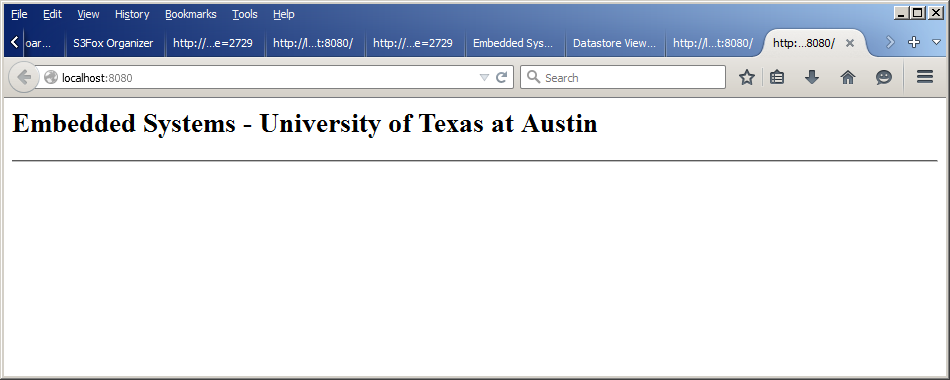 File Edit View History Bookmarks Tools Help
oar... S3Fox Organizer http://...e=2729 http://l...t:8080/ http://...e=2729 Embedded Sys... Datastore View... http://l...t:8080/ http:...8080/
localhost:8080 Search
Embedded Systems - University of Texas at Austin